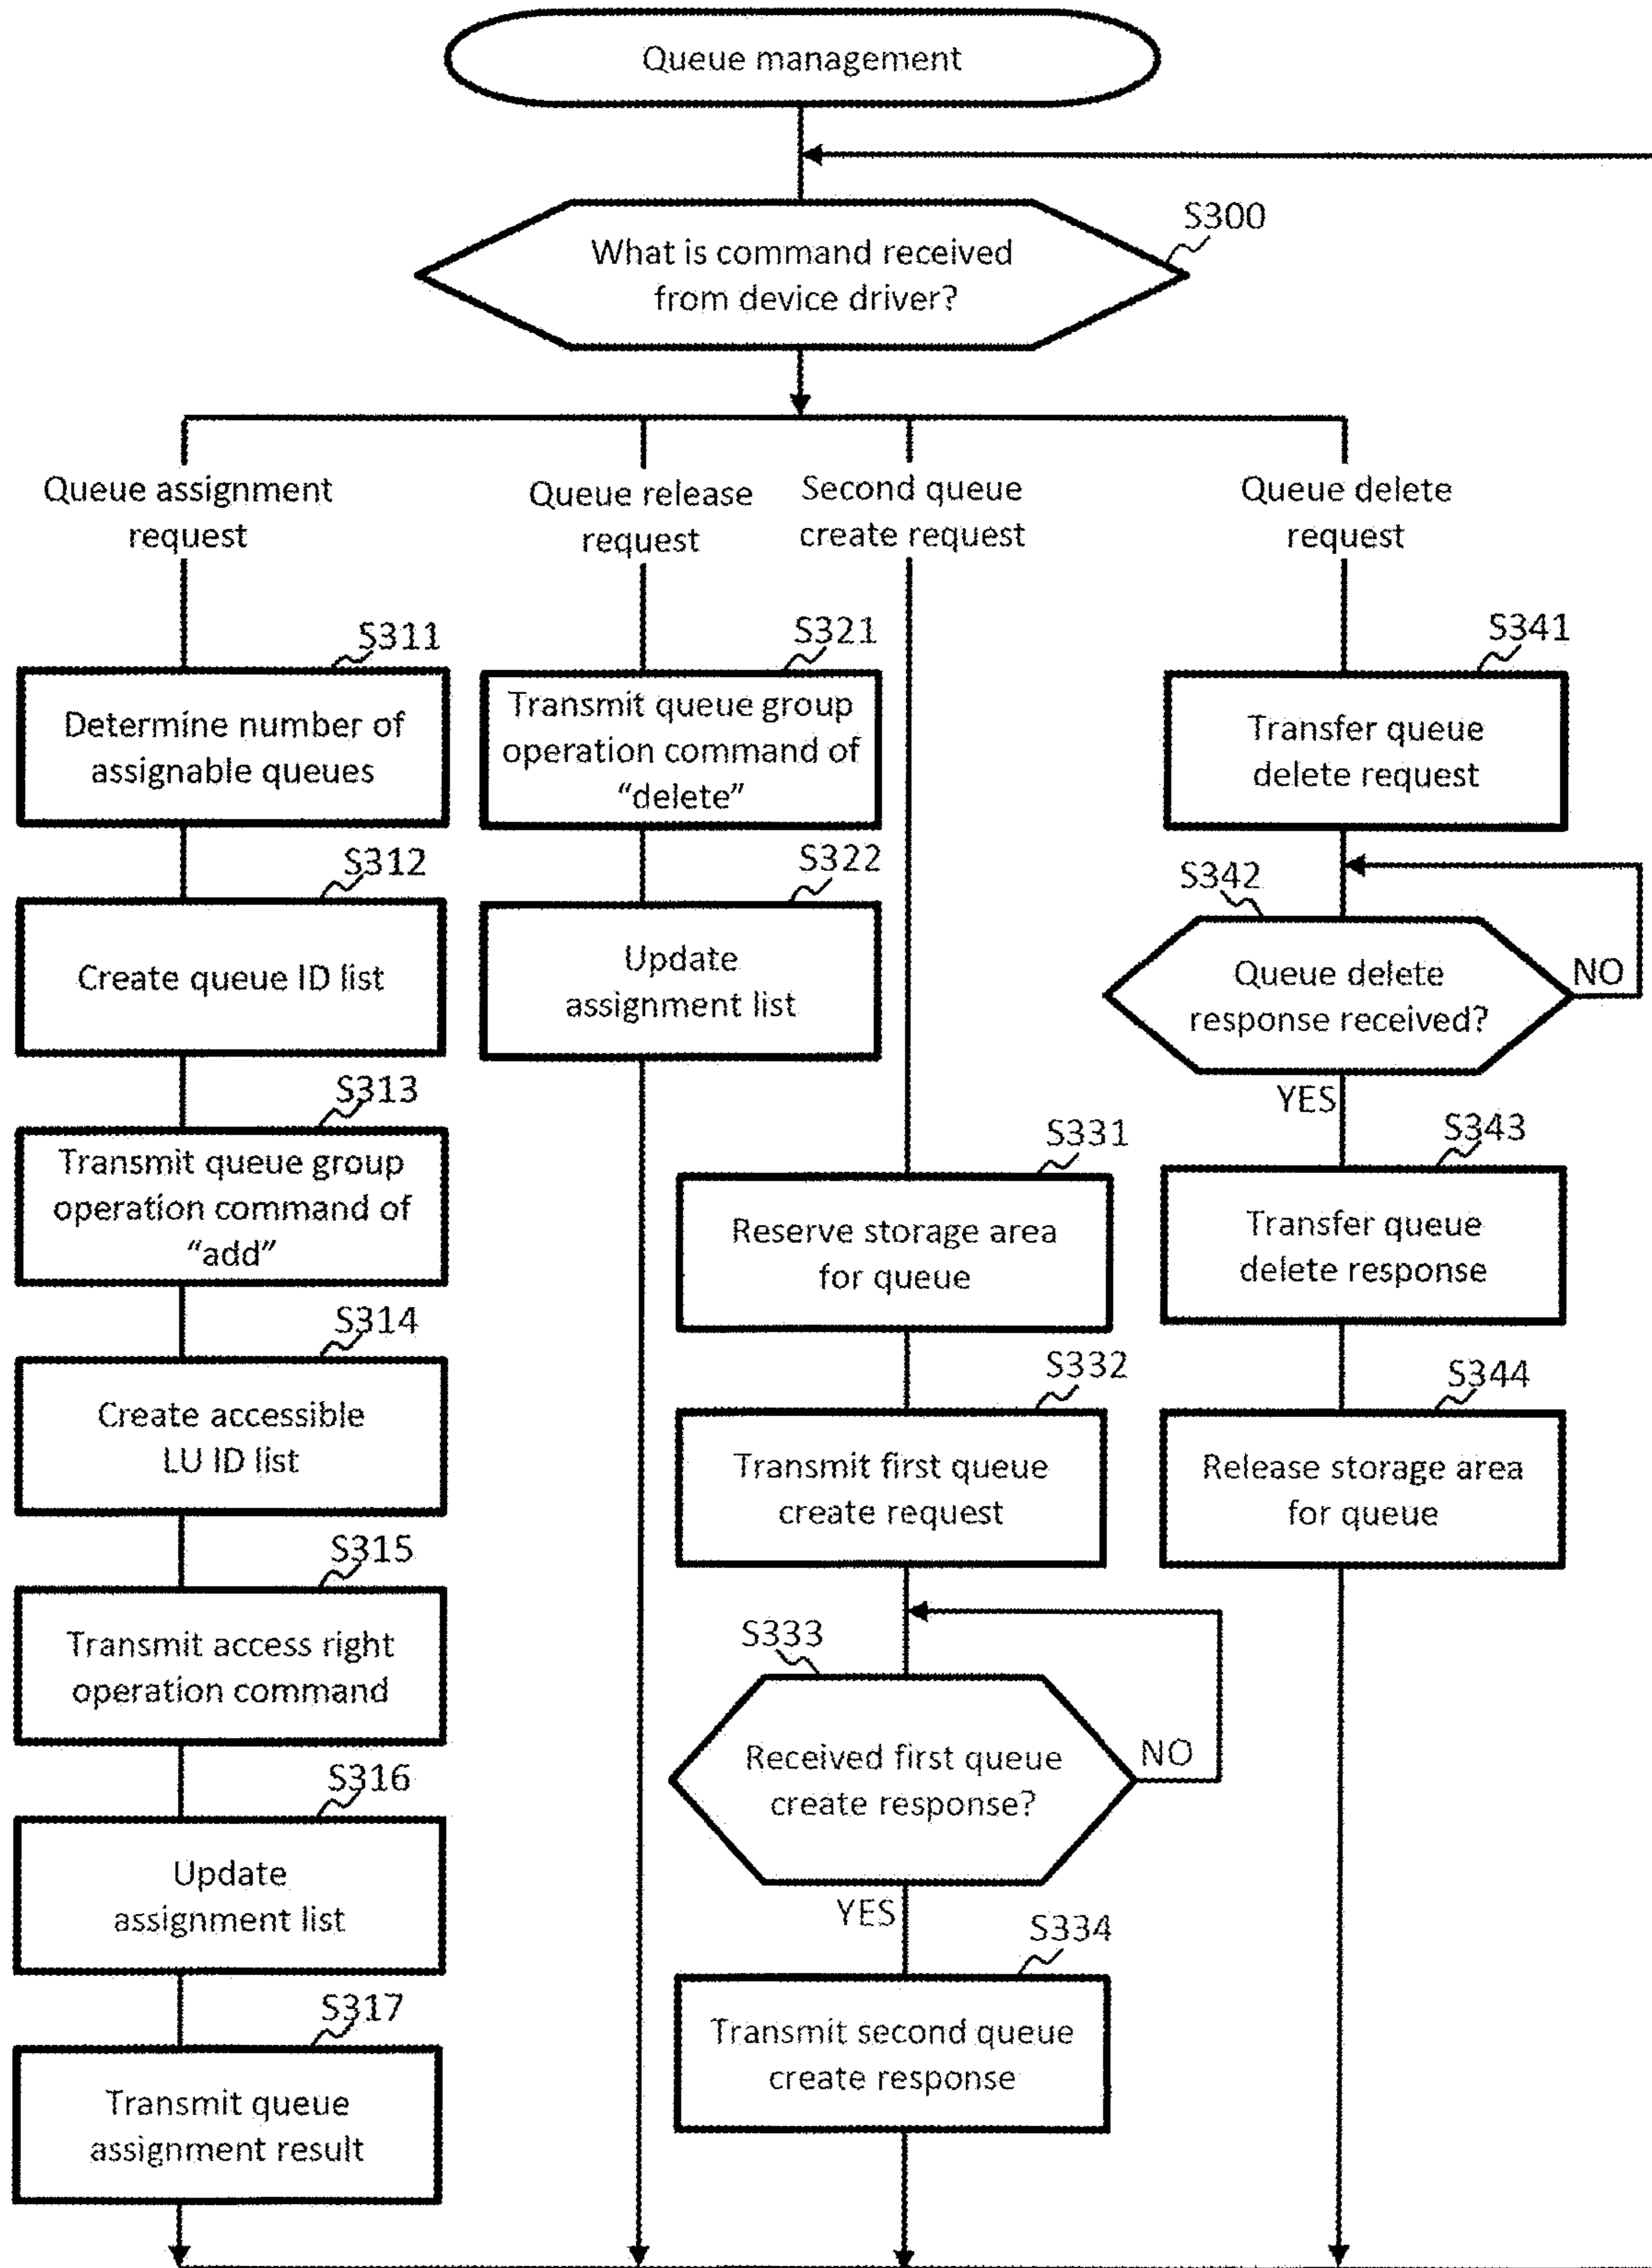 Queue management
S300
What is command received
from device driver?
Queue assignment
request
Queue release
request
Second queue
create request
Queue delete
request
S311
Determine number of
assignable queues
S312
Create queue ID list
S313
Transmit queue group
operation command of
“add”
S314
Create accessible
LU ID list
S315
Transmit access right
operation command
S316
Update
assignment list
S317
Transmit queue
assignment result
S321
Transmit queue group
operation command of
“delete”
S322
Update
assignment list
S331
Reserve storage area
for queue
S332
Transmit first queue
create request
S333
Received first queue
create response?
NO
YES
S334
Transmit second queue
create response
S341
Transfer queue
delete request
S342
Queue delete
response received?
NO
YES
S343
Transfer queue
delete response
S344
Release storage area
for queue